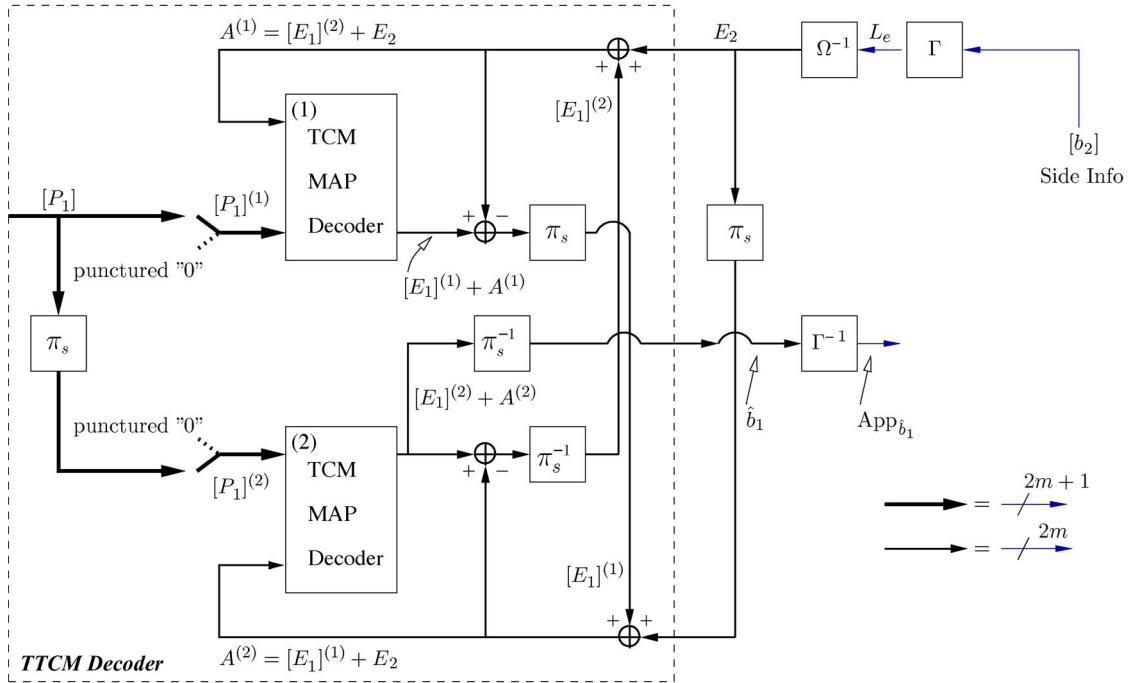 A^{(1)} = [E_1]^{(2)} + E_2
E_2
Ω^{-1}
L_e
Γ
+ +
[E_1]^{(2)}
[b_2]
Side Info
(1)
TCM
MAP
Decoder
[P_1]
[P_1]^{(1)}
punctured "0"
+ −
π_s
π_s
[E_1]^{(1)} + A^{(1)}
π_s
π_s^{-1}
Γ^{-1}
[E_1]^{(2)} + A^{(2)}
b̂_1
App_{b̂_1}
punctured "0"
[P_1]^{(2)}
(2)
TCM
MAP
Decoder
+ −
π_s^{-1}
2m + 1
=
2m
=
[E_1]^{(1)}
+ +
A^{(2)} = [E_1]^{(1)} + E_2
TTCM Decoder